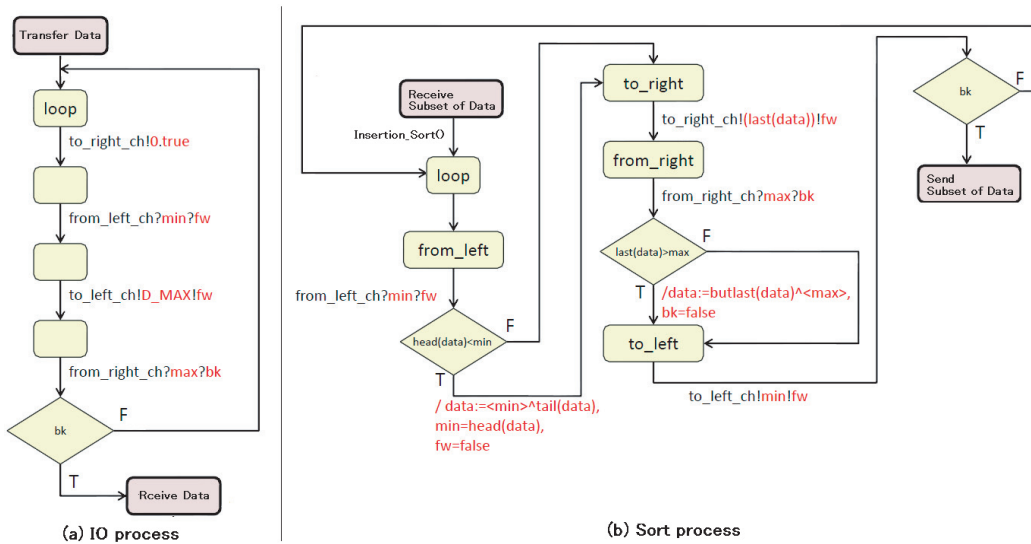 Transfer Data
loop
to_right_ch!0.true
from_left_ch?min?fw
to_left_ch!D_MAX!fw
from_right_ch?max?bk
bk
F
T
Rceive Data
(a) IO process
Receive
Subset of Data
Insertion_Sort()
loop
from_left
from_left_ch?min?fw
head(data)<min
F
T
/ data:=<min>^tail(data),
min=head(data),
fw=false
to_right
to_right_ch!(last(data))!fw
from_right
from_right_ch?max?bk
last(data)>max
F
T
/data:=butlast(data)^<max>,
bk=false
to_left
to_left_ch!min!fw
bk
F
T
Send
Subset of Data
(b) Sort process